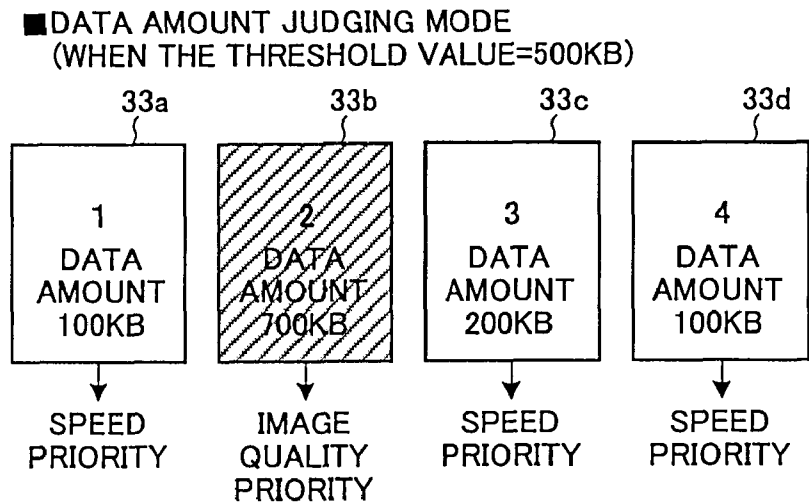 ■DATA AMOUNT JUDGING MODE
(WHEN THE THRESHOLD VALUE=500KB)
33a 33b 33c 33d
1
DATA
AMOUNT
100KB
SPEED
PRIORITY
2
DATA
AMOUNT
700KB
IMAGE
QUALITY
PRIORITY
3
DATA
AMOUNT
200KB
SPEED
PRIORITY
4
DATA
AMOUNT
100KB
SPEED
PRIORITY